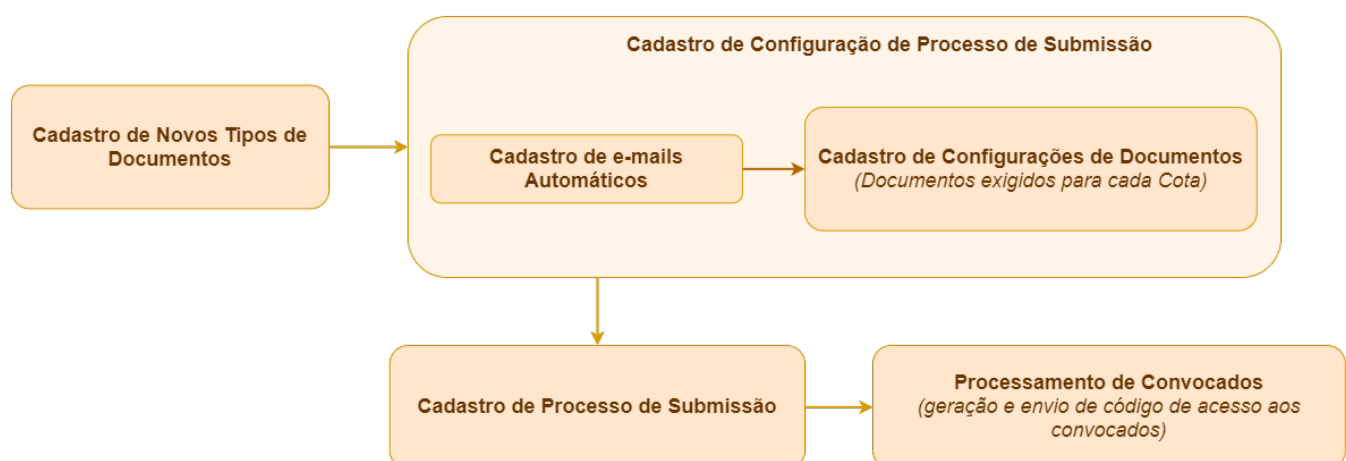 Cadastro de Configuração de Processo de Submissão
Cadastro de Novos Tipos de
Documentos
Cadastro de e-mails
Automáticos
Cadastro de Configurações de Documentos
(Documentos exigidos para cada Cota)
Cadastro de Processo de Submissão
Processamento de Convocados
(geração e envio de código de acesso aos
convocados)